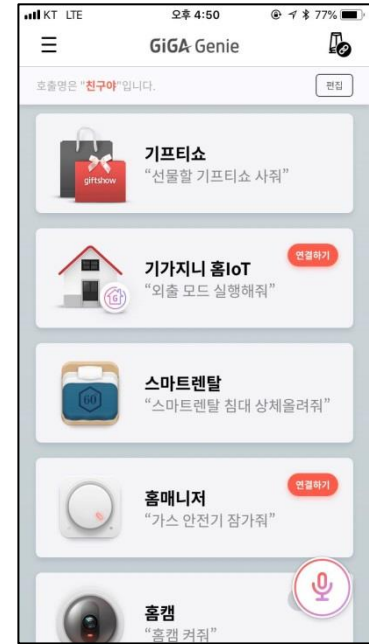 KT LTE 오후 4:50 77%
GiGA Genie
호출명은 "친구야"입니다. 편집
giftshow
기프티쇼
“선물할 기프티쇼 사줘”
연결하기
기가지니 홈IoT
“외출 모드 실행해줘”
G
60
스마트렌탈
“스마트렌탈 침대 상체올려줘”
연결하기
홈매니저
“가스 안전기 잠가줘”
홈캠
“홈캠 켜줘”